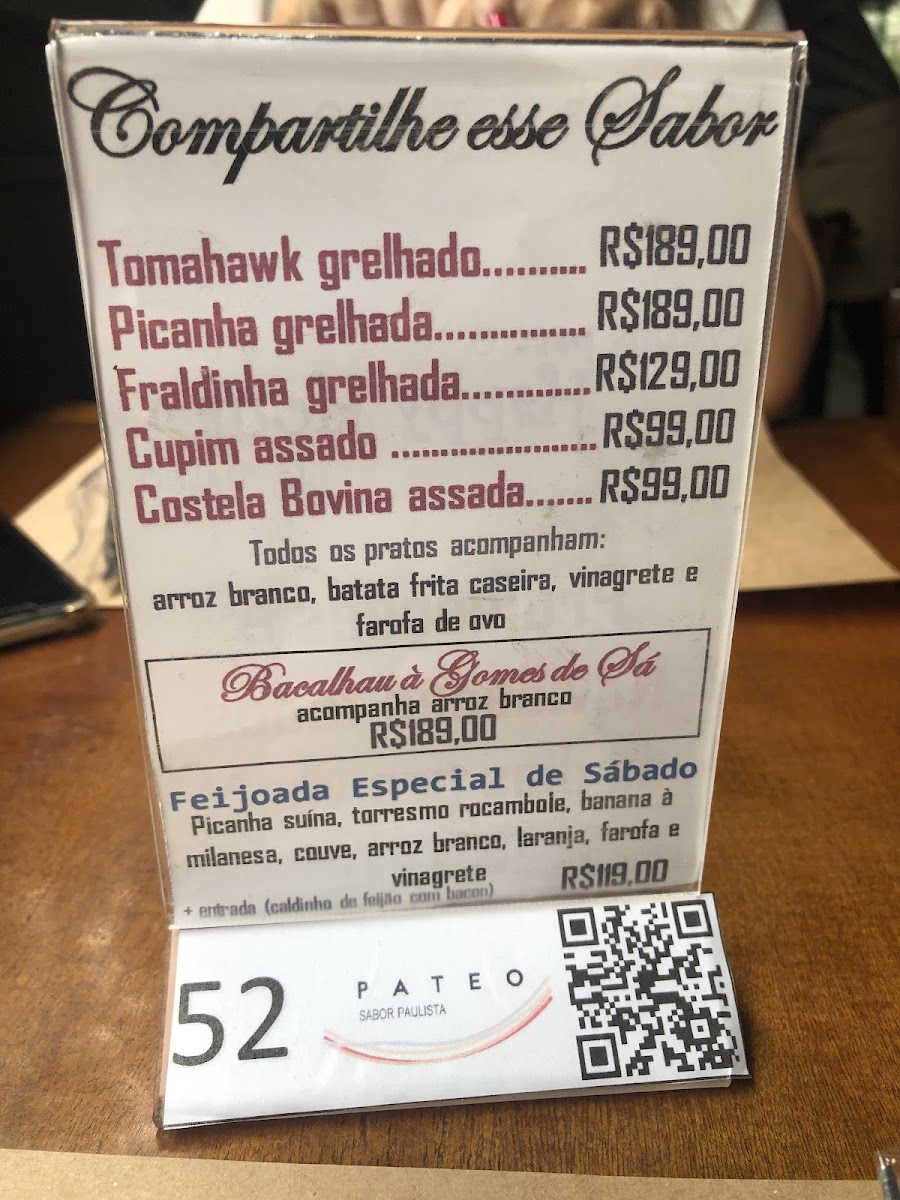 Compartilhe esse Sabor
Tomahawk grelhado.......... R$189,00
Picanha grelhada............... R$189,00
Fraldinha grelhada.............R$129,00
Cupim assado .....................R$99,00
Costela Bovina assada.......R$99,00
Todos os pratos acompanham:
arroz branco, batata frita caseira, vinagrete e
farofa de ovo
Bacalhau à Gomes de Sá
acompanha arroz branco
R$189,00
Feijoada Especial de Sábado
Picanha suína, torresmo rocambole, banana à
milanesa, couve, arroz branco, laranja, farofa e
vinagrete R$119,00
+ entrada (caldinho de feijão com bacon)
52
PATEO
SABOR PAULISTA